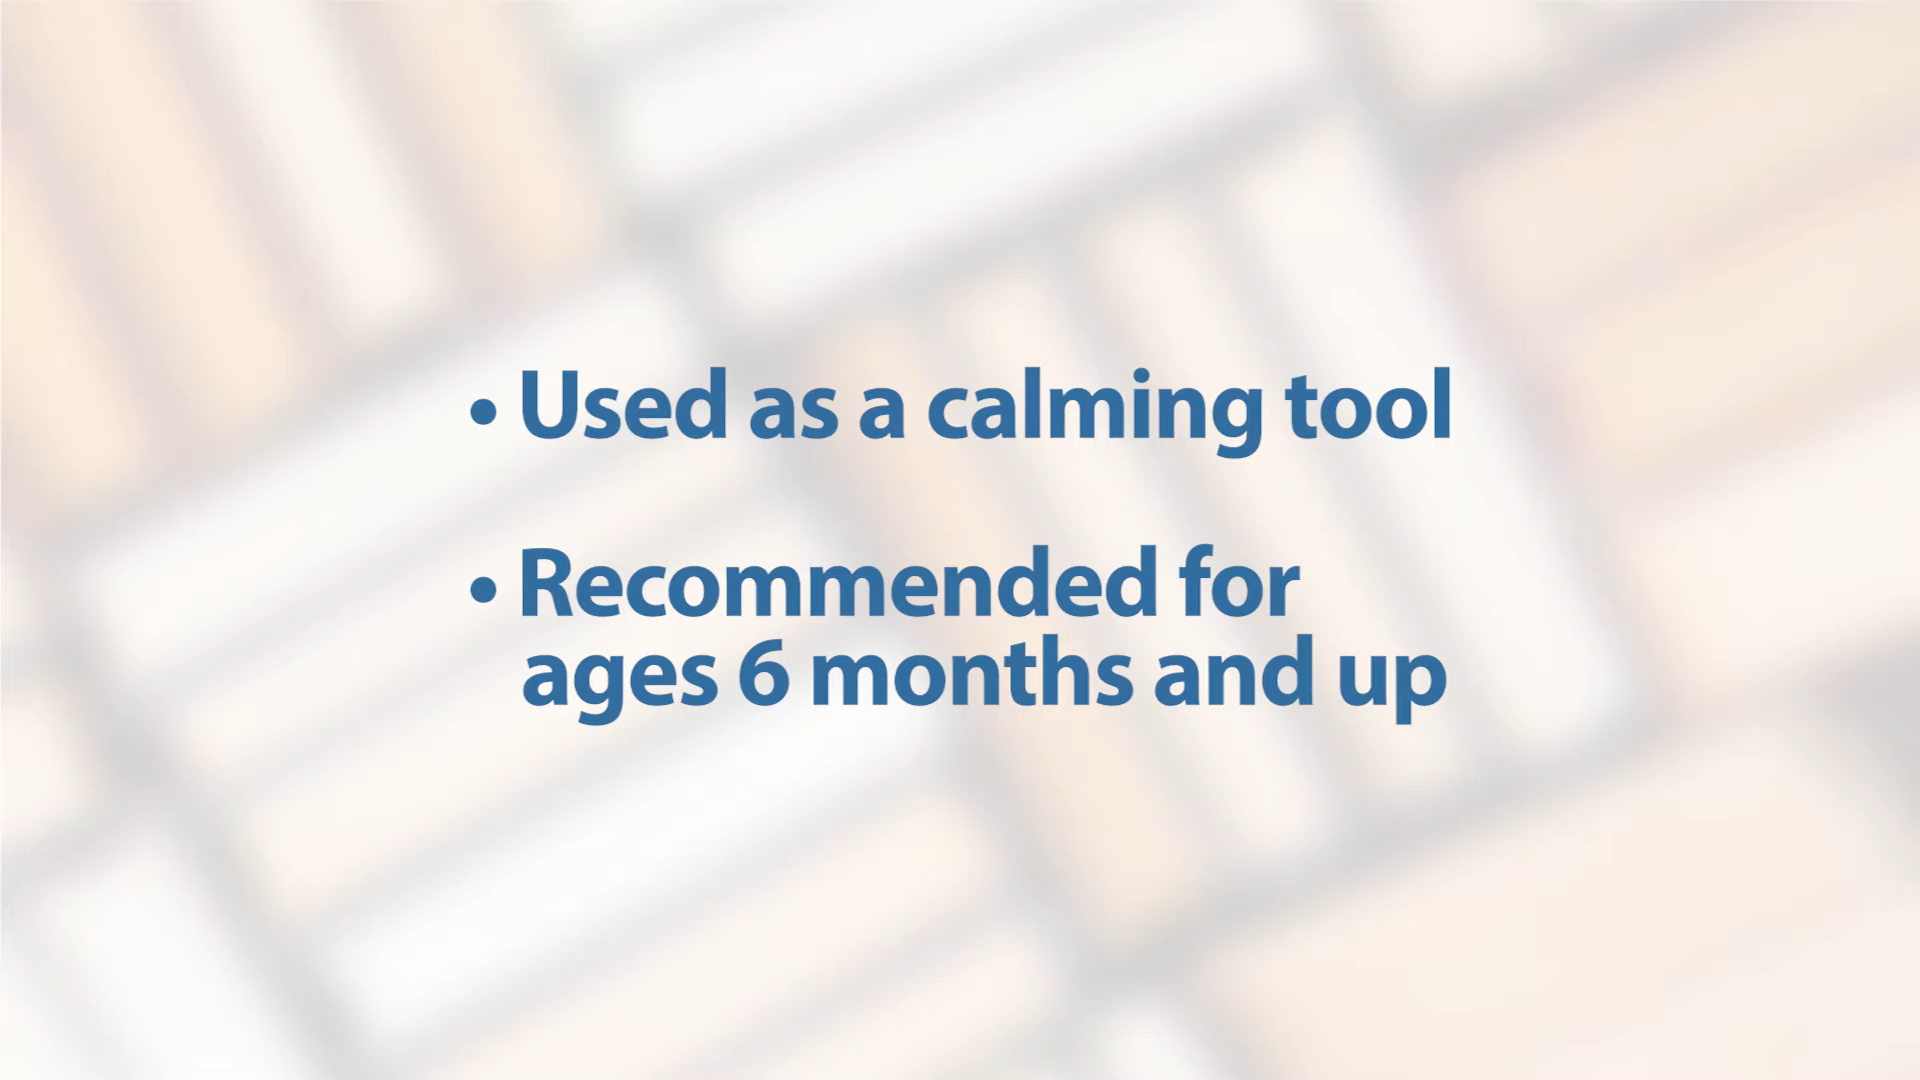 • Used as a calming tool
• Recommended for
ages 6 months and up